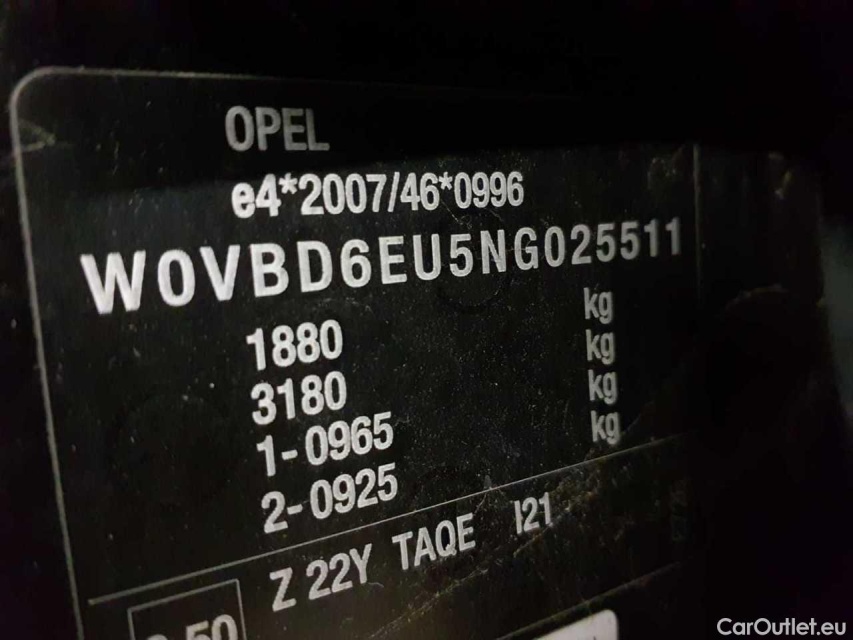 OPEL
e4*2007/46*0996
W0VBD6EU5NG025511
1880 kg
3180 kg
1-0965 kg
2-0925 kg
Z 22Y TAQE I21
50
CarOutlet.eu